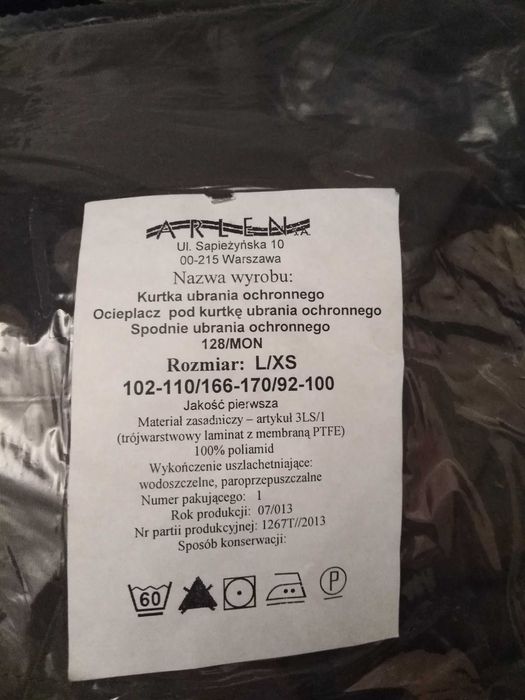 ARLEN S.A.
Ul. Sapieżyńska 10
00-215 Warszawa
Nazwa wyrobu:
Kurtka ubrania ochronnego
Ocieplacz pod kurtkę ubrania ochronnego
Spodnie ubrania ochronnego
128/MON
Rozmiar: L/XS
102-110/166-170/92-100
Jakość pierwsza
Materiał zasadniczy – artykuł 3LS/1
(trójwarstwowy laminat z membraną PTFE)
100% poliamid
Wykończenie uszlachetniające:
wodoszczelne, paroprzepuszczalne
Numer pakującego: 1
Rok produkcji: 07/013
Nr partii produkcyjnej: 1267T//2013
Sposób konserwacji:
60 P